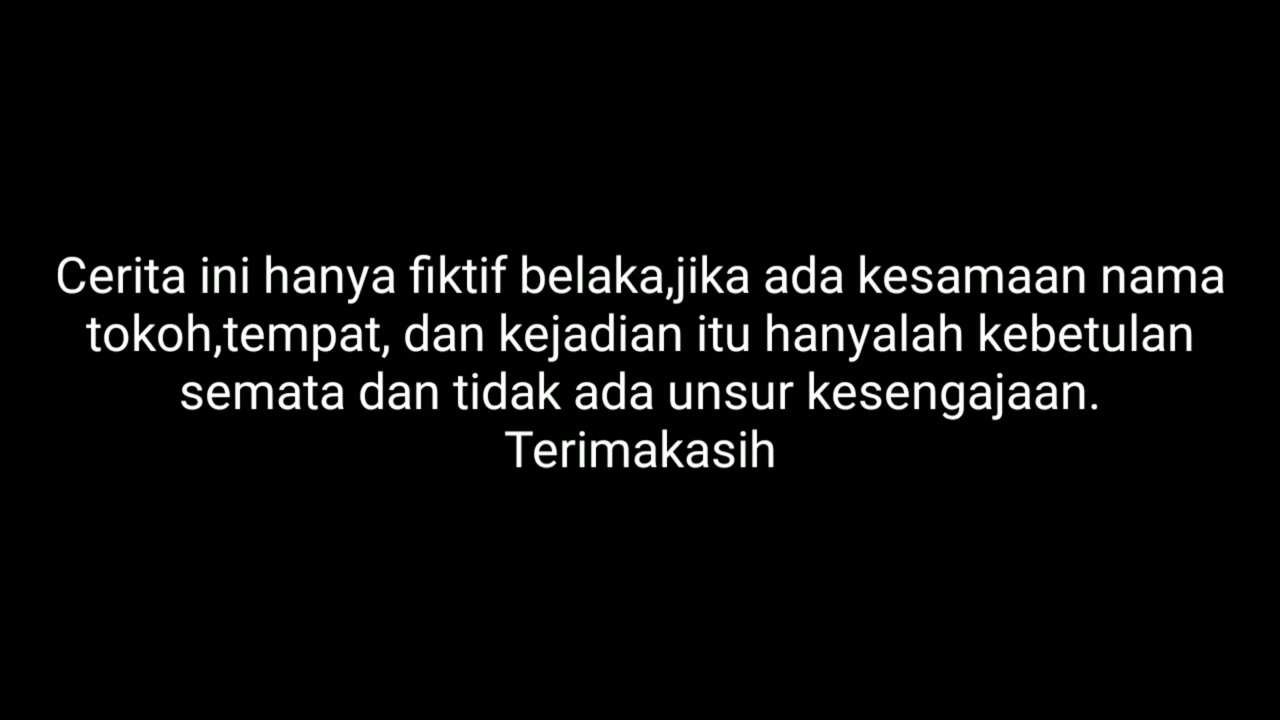 Cerita ini hanya fiktif belaka,jika ada kesamaan nama
tokoh,tempat, dan kejadian itu hanyalah kebetulan
semata dan tidak ada unsur kesengajaan.
Terimakasih